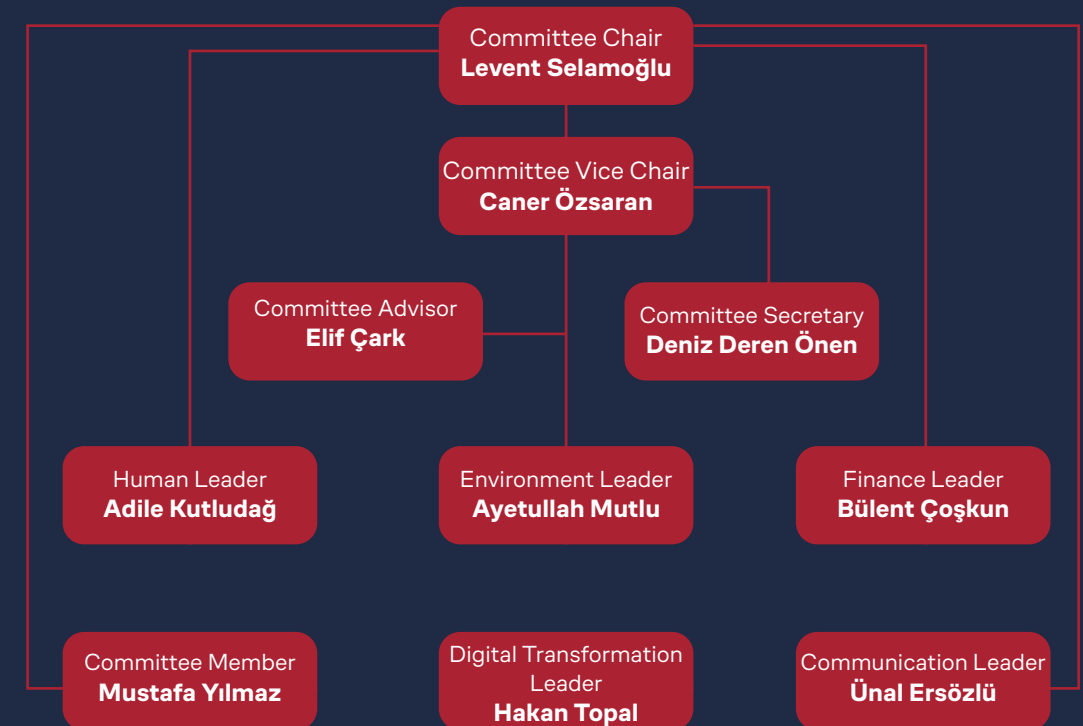 Committee Chair
Levent Selamoğlu
Committee Vice Chair
Caner Özsaran
Committee Advisor
Elif Çark
Committee Secretary
Deniz Deren Önen
Human Leader
Adile Kutludağ
Environment Leader
Ayetullah Mutlu
Finance Leader
Bülent Çoşkun
Committee Member
Mustafa Yılmaz
Digital Transformation
Leader
Hakan Topal
Communication Leader
Ünal Ersözlü